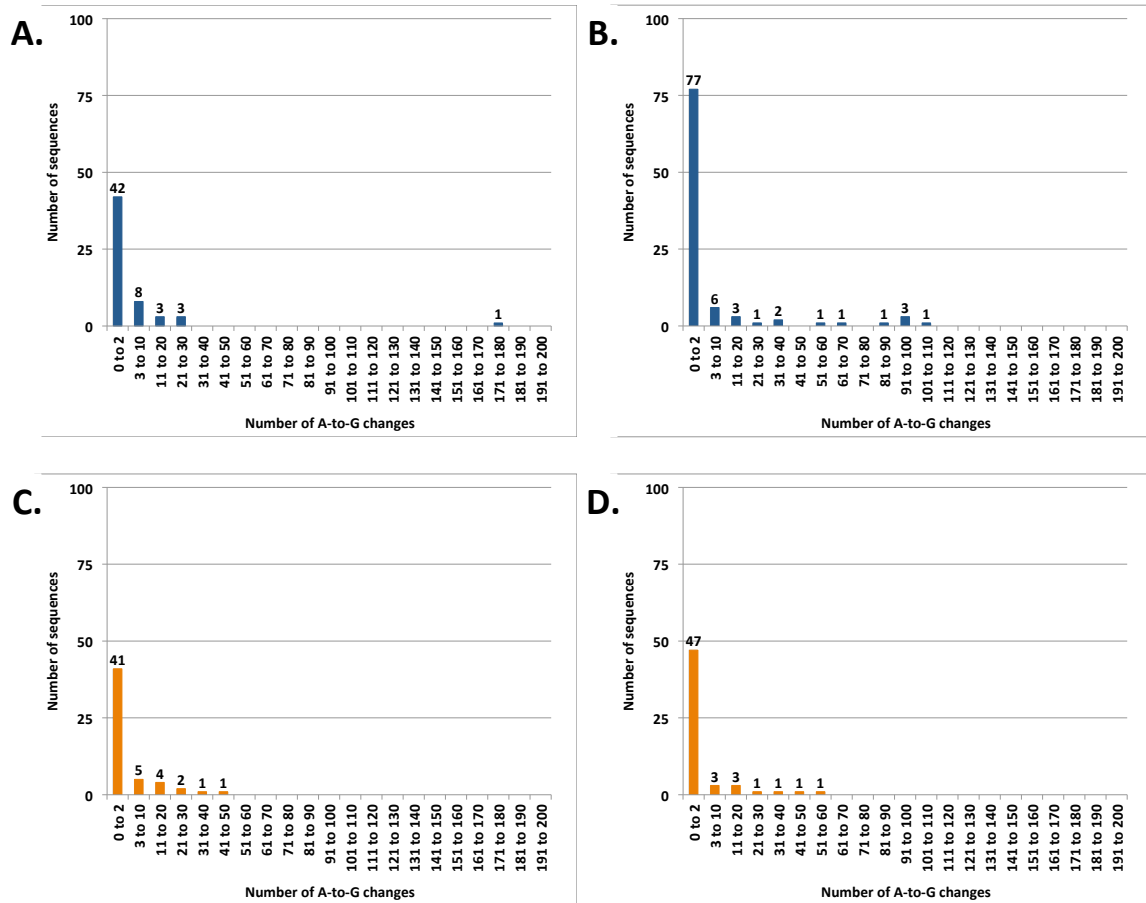 A.
Number of sequences
100
75
50
25
0
42
8
3
3
1
0 to 2
3 to 10
11 to 20
21 to 30
31 to 40
41 to 50
51 to 60
61 to 70
71 to 80
81 to 90
91 to 100
101 to 110
111 to 120
121 to 130
131 to 140
141 to 150
151 to 160
161 to 170
171 to 180
181 to 190
191 to 200
Number of A-to-G changes
B.
Number of sequences
100
75
50
25
0
77
6
3
1
2
1
1
1
3
1
0 to 2
3 to 10
11 to 20
21 to 30
31 to 40
41 to 50
51 to 60
61 to 70
71 to 80
81 to 90
91 to 100
101 to 110
111 to 120
121 to 130
131 to 140
141 to 150
151 to 160
161 to 170
171 to 180
181 to 190
191 to 200
Number of A-to-G changes
C.
Number of sequences
100
75
50
25
0
41
5
4
2
1
1
0 to 2
3 to 10
11 to 20
21 to 30
31 to 40
41 to 50
51 to 60
61 to 70
71 to 80
81 to 90
91 to 100
101 to 110
111 to 120
121 to 130
131 to 140
141 to 150
151 to 160
161 to 170
171 to 180
181 to 190
191 to 200
Number of A-to-G changes
D.
Number of sequences
100
75
50
25
0
47
3
3
1
1
1
1
0 to 2
3 to 10
11 to 20
21 to 30
31 to 40
41 to 50
51 to 60
61 to 70
71 to 80
81 to 90
91 to 100
101 to 110
111 to 120
121 to 130
131 to 140
141 to 150
151 to 160
161 to 170
171 to 180
181 to 190
191 to 200
Number of A-to-G changes